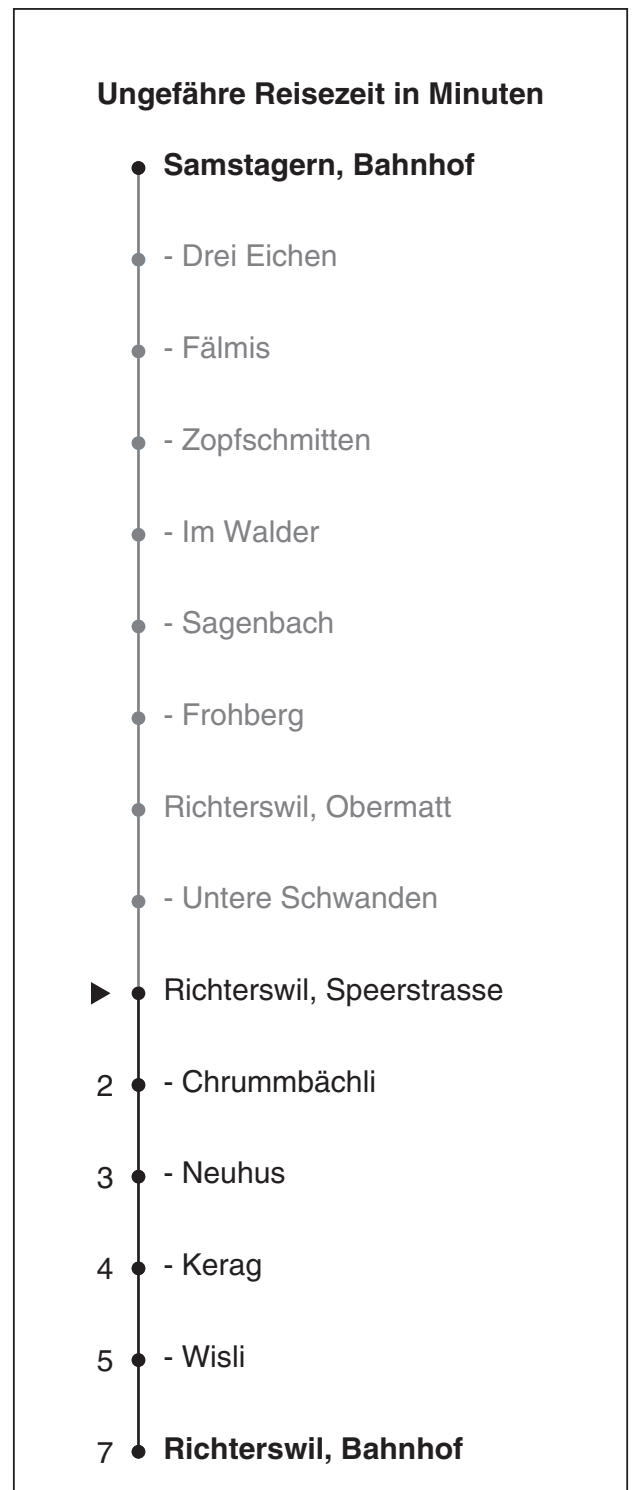 Ungefähre Reisezeit in Minuten
Samstagern, Bahnhof
- Drei Eichen
- Fälmis
- Zopfschmitten
- Im Walder
- Sagenbach
- Frohberg
Richterswil, Obermatt
- Untere Schwanden
Richterswil, Speerstrasse
2 - Chrummbächli
3 - Neuhus
4 - Kerag
5 - Wisli
7 Richterswil, Bahnhof